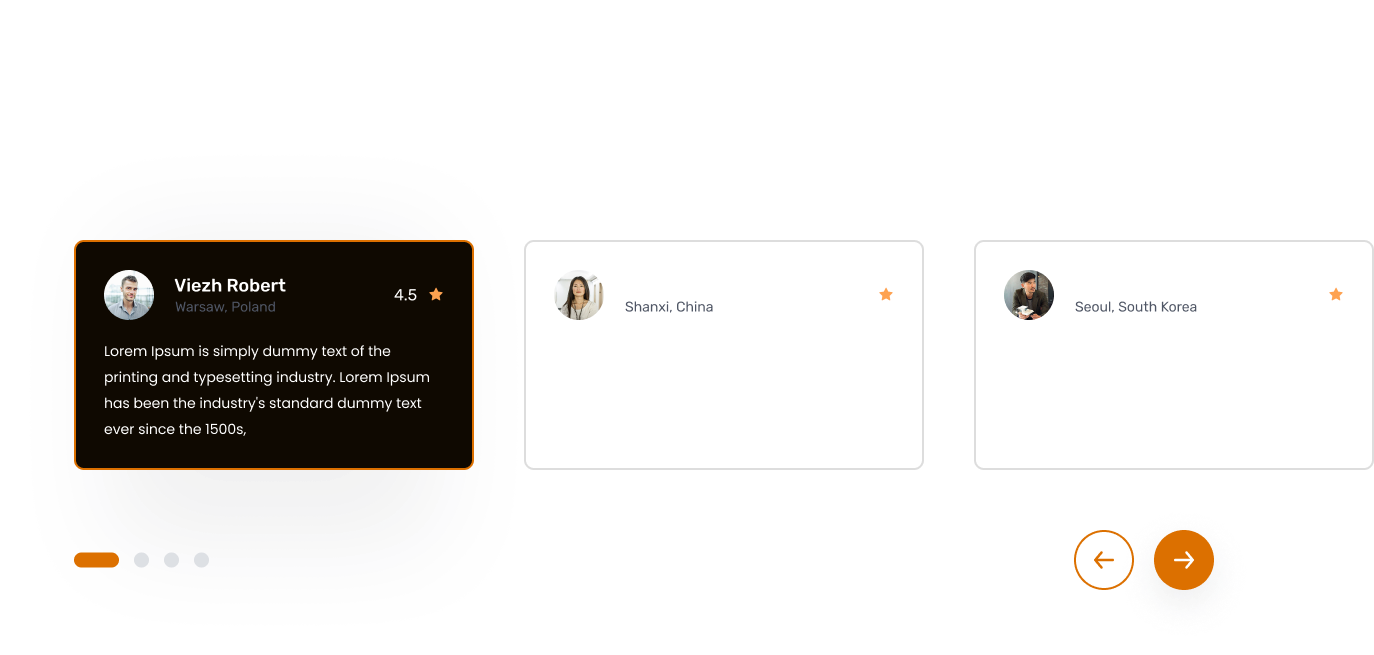 Viezh Robert
Warsaw, Poland
4.5
Lorem Ipsum is simply dummy text of the
printing and typesetting industry. Lorem Ipsum
has been the industry's standard dummy text
ever since the 1500s,
Shanxi, China
Seoul, South Korea